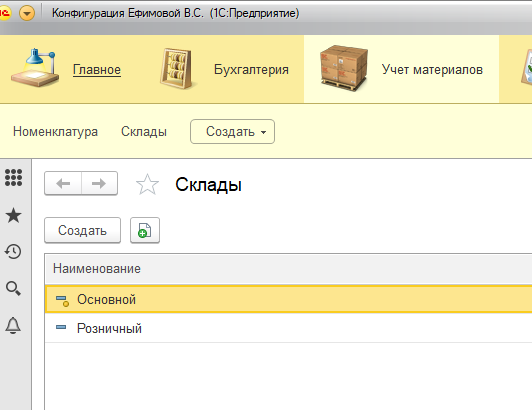 Конфигурация Ефимовой В.С. (1С:Предприятие)
Главное Бухгалтерия Учет материалов
Номенклатура Склады Создать
Склады
Создать
Наименование
Основной
Розничный